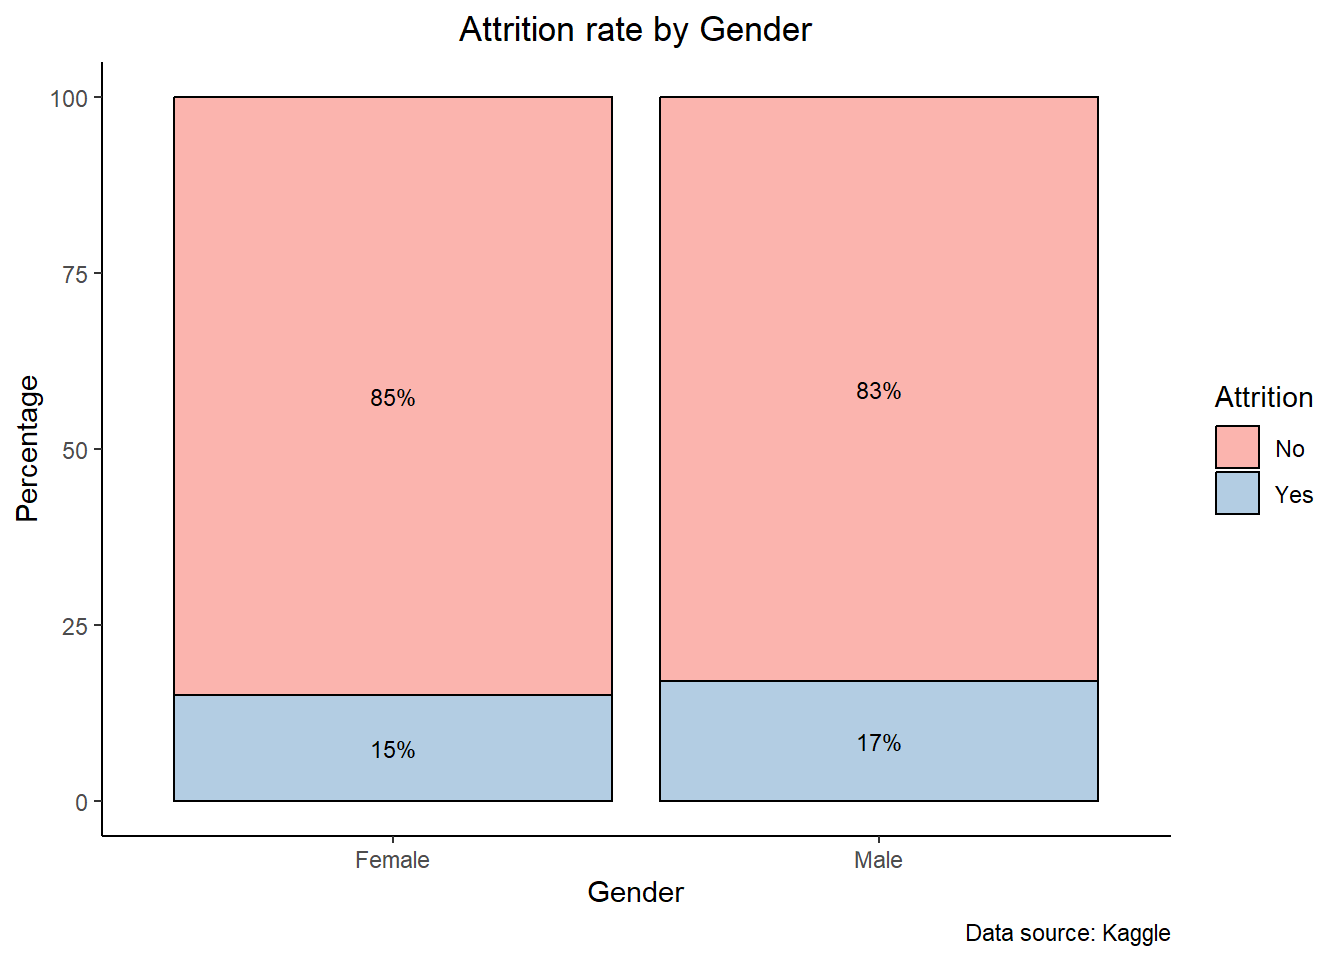 Attrition rate by Gender
Percentage
100
75
50
25
0
85%
83%
15%
17%
Female
Male
Gender
Attrition
No
Yes
Data source: Kaggle